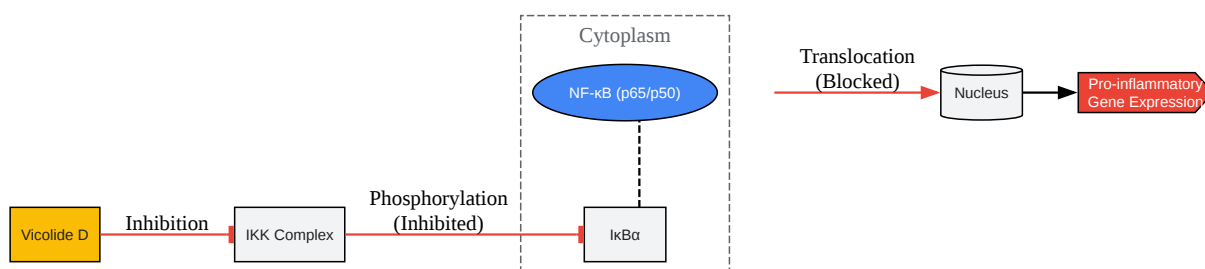 Cytoplasm
NF-κB (p65/p50)
Translocation
(Blocked)
Nucleus
Pro-inflammatory
Gene Expression
Vicolide D
Inhibition
IKK Complex
Phosphorylation
(Inhibited)
IκBα